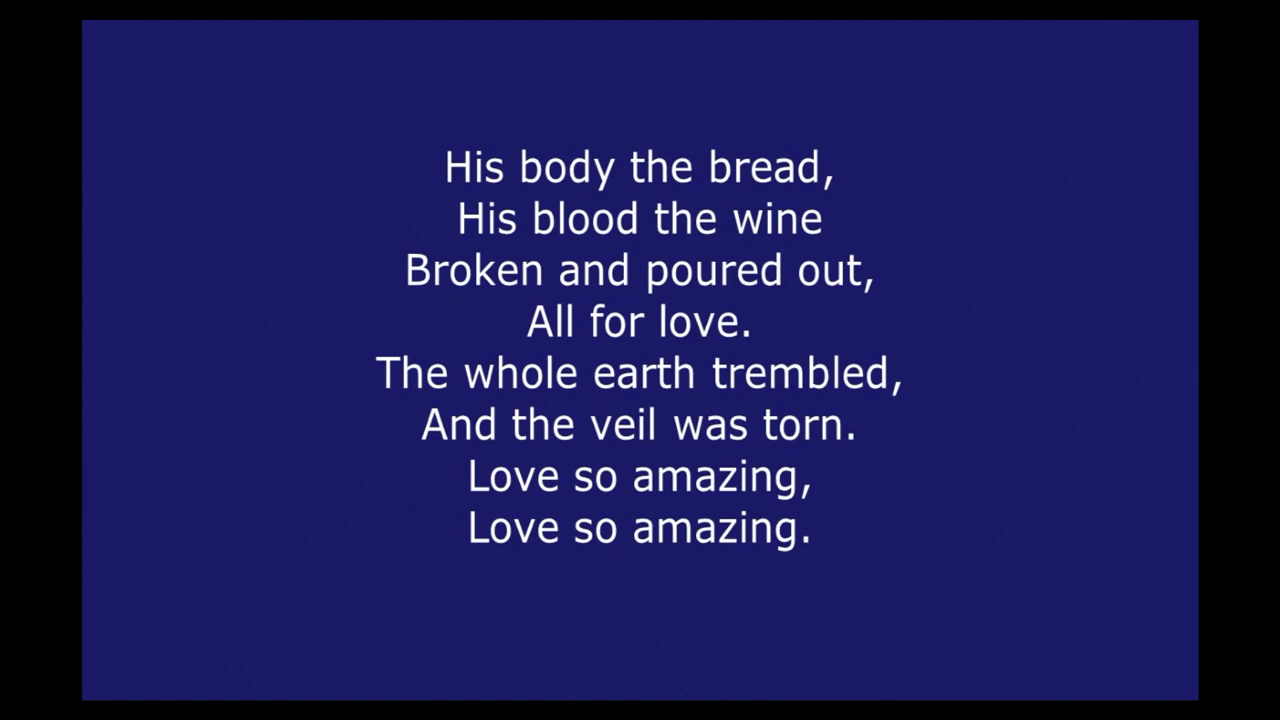 His body the bread,
His blood the wine
Broken and poured out,
All for love.
The whole earth trembled,
And the veil was torn.
Love so amazing,
Love so amazing.